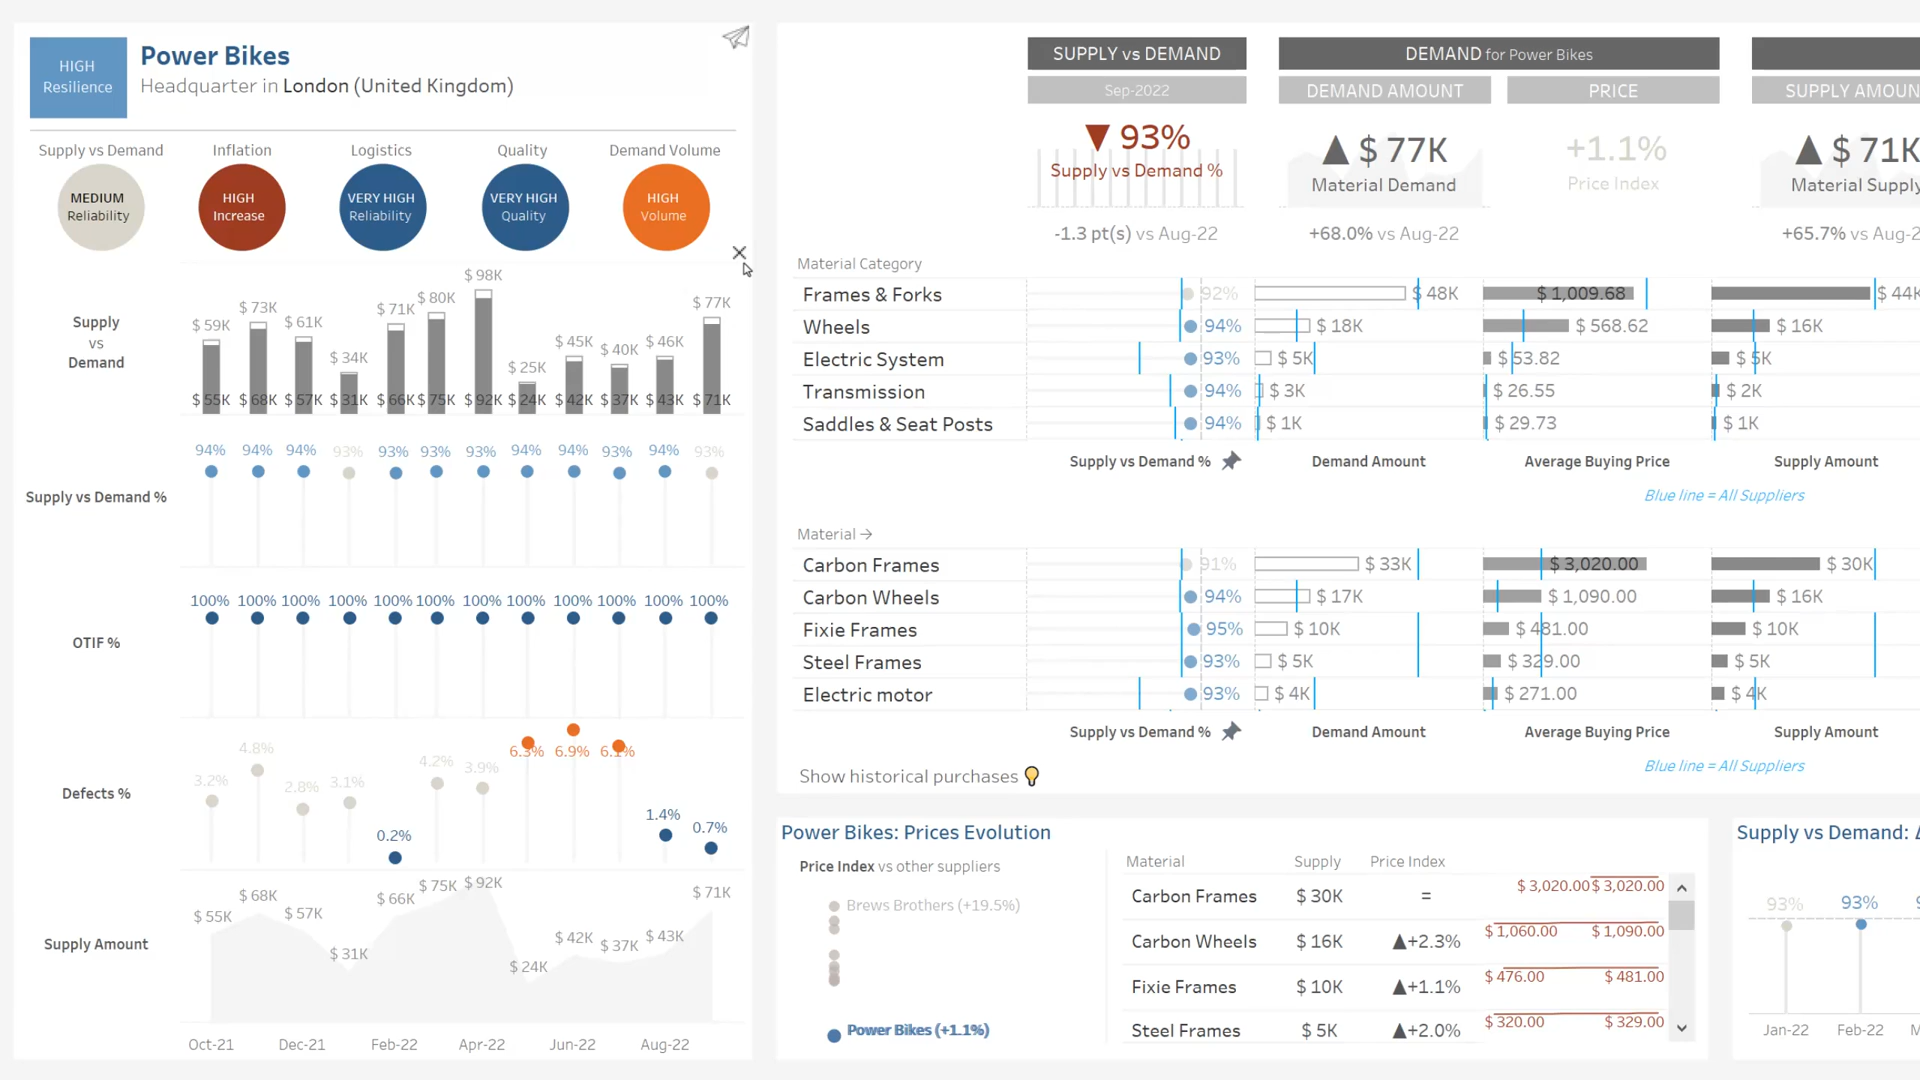 HIGH
Resilience
Power Bikes
Headquarter in London (United Kingdom)
Supply vs Demand
Inflation
Logistics
Quality
Demand Volume
MEDIUM
Reliability
HIGH
Increase
VERY HIGH
Reliability
VERY HIGH
Quality
HIGH
Volume
Supply
vs
Demand
$ 59K $ 73K $ 61K $ 34K $ 71K $ 80K $ 98K $ 25K $ 45K $ 40K $ 46K $ 77K
$ 55K $ 68K $ 57K $ 31K $ 66K $ 75K $ 92K $ 24K $ 42K $ 37K $ 43K $ 71K
Supply vs Demand %
94% 94% 94% 93% 93% 93% 93% 94% 94% 93% 94% 93%
OTIF %
100% 100% 100% 100% 100% 100% 100% 100% 100% 100% 100% 100%
Defects %
3.2% 4.8% 2.8% 3.1% 0.2% 4.2% 3.9% 6.3% 6.9% 6.1% 1.4% 0.7%
Supply Amount
$ 55K $ 68K $ 57K $ 31K $ 66K $ 75K $ 92K $ 24K $ 42K $ 37K $ 43K $ 71K
Oct-21 Dec-21 Feb-22 Apr-22 Jun-22 Aug-22
SUPPLY vs DEMAND
Sep-2022
▼ 93%
Supply vs Demand %
-1.3 pt(s) vs Aug-22
DEMAND for Power Bikes
DEMAND AMOUNT
PRICE
▲ $ 77K
Material Demand
+68.0% vs Aug-22
+1.1%
Price Index
SUPPLY AMOUN
▲ $ 71K
Material Supply
+65.7% vs Aug-2
Material Category
Frames & Forks 92% $ 48K $ 1,009.68 $ 44K
Wheels 94% $ 18K $ 568.62 $ 16K
Electric System 93% $ 5K $ 53.82 $ 5K
Transmission 94% $ 3K $ 26.55 $ 2K
Saddles & Seat Posts 94% $ 1K $ 29.73 $ 1K
Supply vs Demand % Demand Amount Average Buying Price Supply Amount
Blue line = All Suppliers
Material →
Carbon Frames 91% $ 33K $ 3,020.00 $ 30K
Carbon Wheels 94% $ 17K $ 1,090.00 $ 16K
Fixie Frames 95% $ 10K $ 481.00 $ 10K
Steel Frames 93% $ 5K $ 329.00 $ 5K
Electric motor 93% $ 4K $ 271.00 $ 4K
Supply vs Demand % Demand Amount Average Buying Price Supply Amount
Blue line = All Suppliers
Show historical purchases
Power Bikes: Prices Evolution
Price Index vs other suppliers
Brews Brothers (+19.5%)
Power Bikes (+1.1%)
Material Supply Price Index
Carbon Frames $ 30K = $ 3,020.00 $ 3,020.00
Carbon Wheels $ 16K ▲+2.3% $ 1,060.00 $ 1,090.00
Fixie Frames $ 10K ▲+1.1% $ 476.00 $ 481.00
Steel Frames $ 5K ▲+2.0% $ 320.00 $ 329.00
Supply vs Demand:
93% 93%
Jan-22 Feb-22